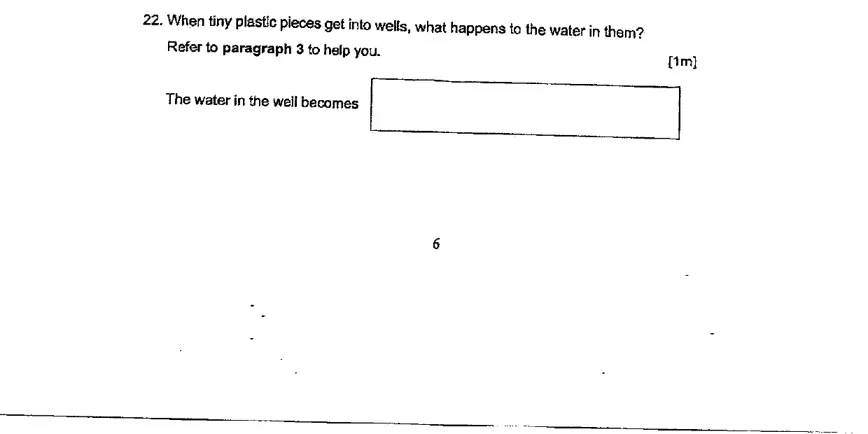 22. When tiny plastic pieces get into wells, what happens to the water in them?
Refer to paragraph 3 to help you.
[1m]
The water in the well becomes
6